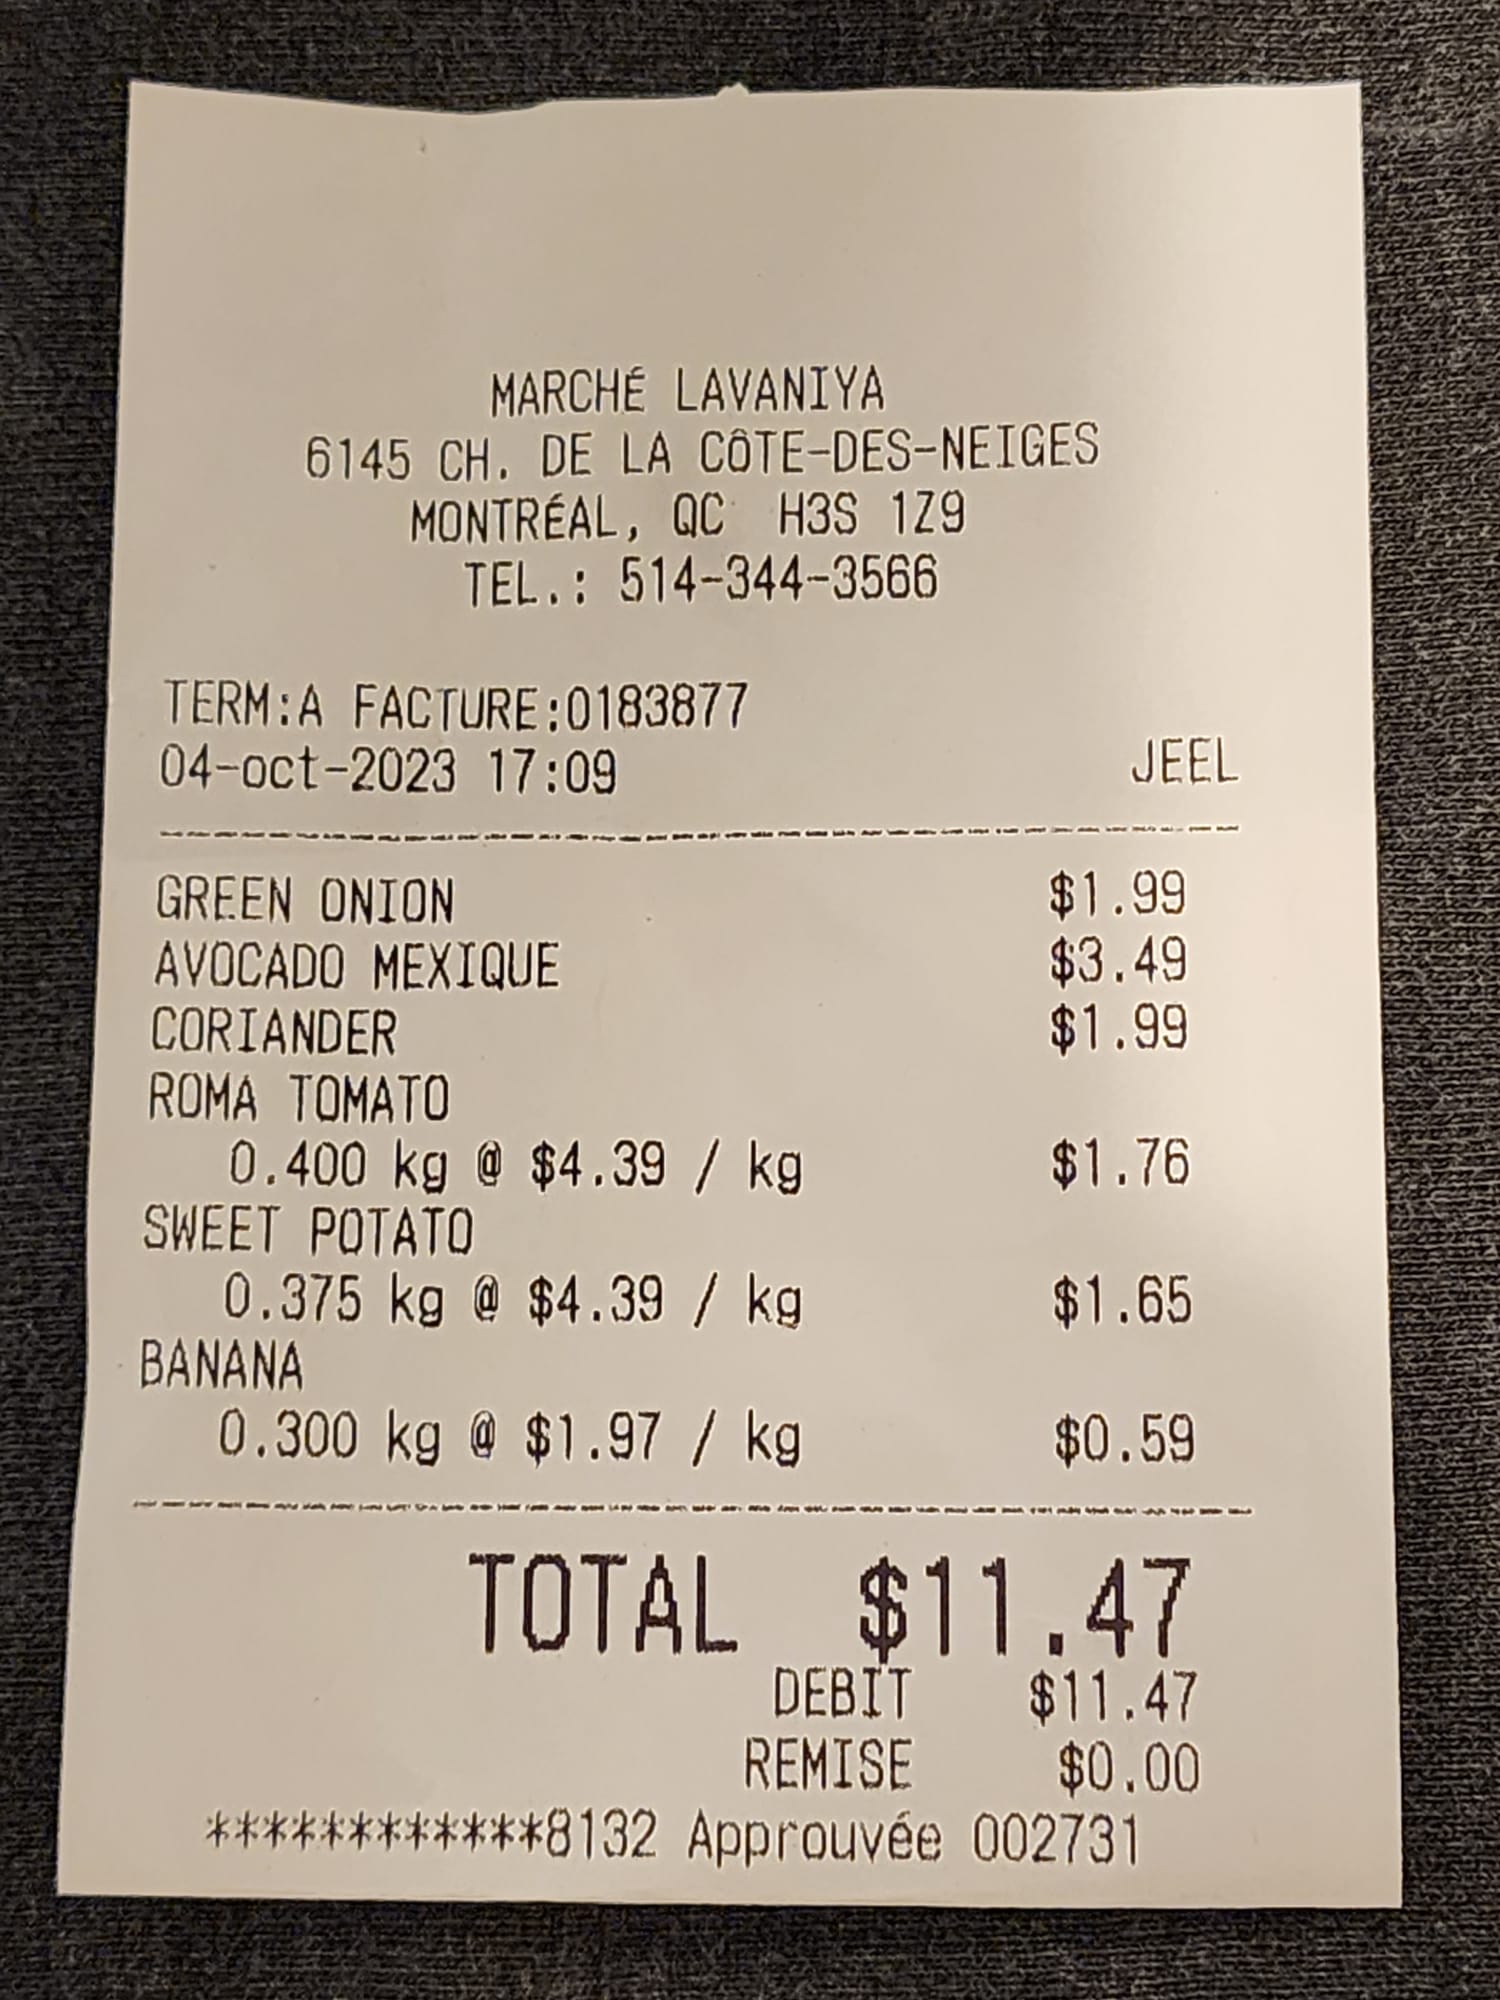 MARCHÉ LAVANIYA
6145 CH. DE LA CÔTE-DES-NEIGES
MONTRÉAL, QC H3S 1Z9
TEL.: 514-344-3566
TERM:A FACTURE:0183877
04-oct-2023 17:09 JEEL
GREEN ONION $1.99
AVOCADO MEXIQUE $3.49
CORIANDER $1.99
ROMA TOMATO
0.400 kg @ $4.39 / kg $1.76
SWEET POTATO
0.375 kg @ $4.39 / kg $1.65
BANANA
0.300 kg @ $1.97 / kg $0.59
TOTAL $11.47
DEBIT $11.47
REMISE $0.00
************8132 Approuvée 002731